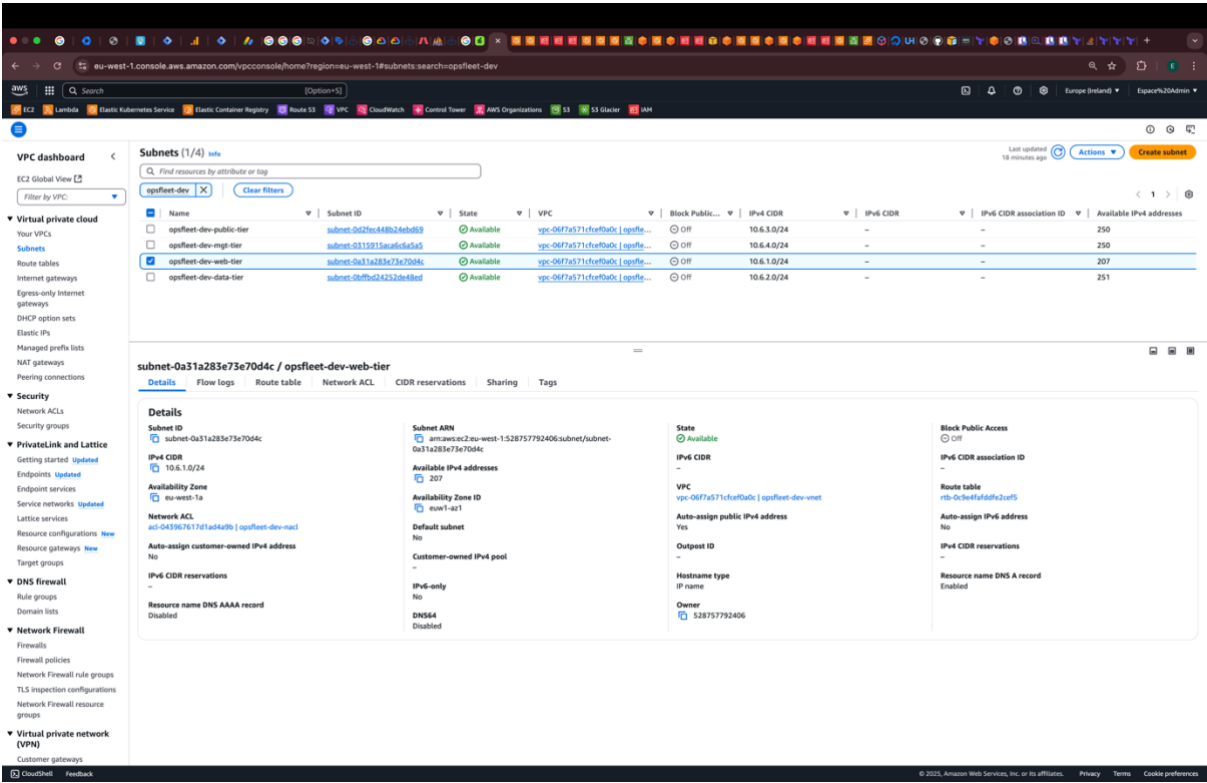 eu-west-1.console.aws.amazon.com/vpcconsole/home?region=eu-west-1#subnets:search=opsfleet-dev
aws
Search
[Option+S]
Europe (Ireland)
Espace%20Admin
EC2 Lambda Elastic Kubernetes Service Elastic Container Registry Route 53 VPC CloudWatch Control Tower AWS Organizations S3 S3 Glacier IAM
VPC dashboard
EC2 Global View
Filter by VPC:
Virtual private cloud
Your VPCs
Subnets
Route tables
Internet gateways
Egress-only Internet
gateways
DHCP option sets
Elastic IPs
Managed prefix lists
NAT gateways
Peering connections
Security
Network ACLs
Security groups
PrivateLink and Lattice
Getting started Updated
Endpoints Updated
Endpoint services
Service networks Updated
Lattice services
Resource configurations New
Resource gateways New
Target groups
DNS firewall
Rule groups
Domain lists
Network Firewall
Firewalls
Firewall policies
Network Firewall rule groups
TLS inspection configurations
Network Firewall resource
groups
Virtual private network
(VPN)
Customer gateways
Subnets (1/4) Info
Last updated
18 minutes ago
Actions
Create subnet
Find resources by attribute or tag
opsfleet-dev
Clear filters
1
Name Subnet ID State VPC Block Public... IPv4 CIDR IPv6 CIDR IPv6 CIDR association ID Available IPv4 addresses
opsfleet-dev-public-tier subnet-0d2fec448b24ebd69 Available vpc-06f7a571cfcef0a0c | opsfle... Off 10.6.3.0/24 – – 250
opsfleet-dev-mgt-tier subnet-0315915aca6c6a5a5 Available vpc-06f7a571cfcef0a0c | opsfle... Off 10.6.4.0/24 – – 250
opsfleet-dev-web-tier subnet-0a31a283e73e70d4c Available vpc-06f7a571cfcef0a0c | opsfle... Off 10.6.1.0/24 – – 207
opsfleet-dev-data-tier subnet-0bffbd24252de48ed Available vpc-06f7a571cfcef0a0c | opsfle... Off 10.6.2.0/24 – – 251
subnet-0a31a283e73e70d4c / opsfleet-dev-web-tier
Details Flow logs Route table Network ACL CIDR reservations Sharing Tags
Details
Subnet ID
subnet-0a31a283e73e70d4c
IPv4 CIDR
10.6.1.0/24
Availability Zone
eu-west-1a
Network ACL
acl-043967617d1ad4a9b | opsfleet-dev-nacl
Auto-assign customer-owned IPv4 address
No
IPv6 CIDR reservations
–
Resource name DNS AAAA record
Disabled
Subnet ARN
arn:aws:ec2:eu-west-1:528757792406:subnet/subnet-
0a31a283e73e70d4c
Available IPv4 addresses
207
Availability Zone ID
euw1-az1
Default subnet
No
Customer-owned IPv4 pool
–
IPv6-only
No
DNS64
Disabled
State
Available
IPv6 CIDR
–
VPC
vpc-06f7a571cfcef0a0c | opsfleet-dev-vnet
Auto-assign public IPv4 address
Yes
Outpost ID
–
Hostname type
IP name
Owner
528757792406
Block Public Access
Off
IPv6 CIDR association ID
–
Route table
rtb-0c9e4fafddfe2cef5
Auto-assign IPv6 address
No
IPv4 CIDR reservations
–
Resource name DNS A record
Enabled
CloudShell Feedback
© 2025, Amazon Web Services, Inc. or its affiliates. Privacy Terms Cookie preferences